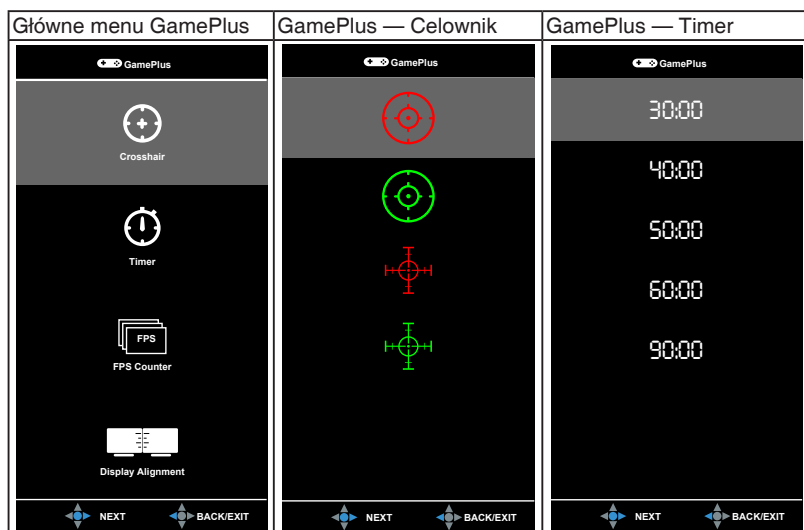 Główne menu GamePlus
GamePlus
Crosshair
Timer
FPS
FPS Counter
Display Alignment
NEXT BACK/EXIT
GamePlus — Celownik
GamePlus
NEXT BACK/EXIT
GamePlus — Timer
GamePlus
30:00
40:00
50:00
60:00
90:00
NEXT BACK/EXIT